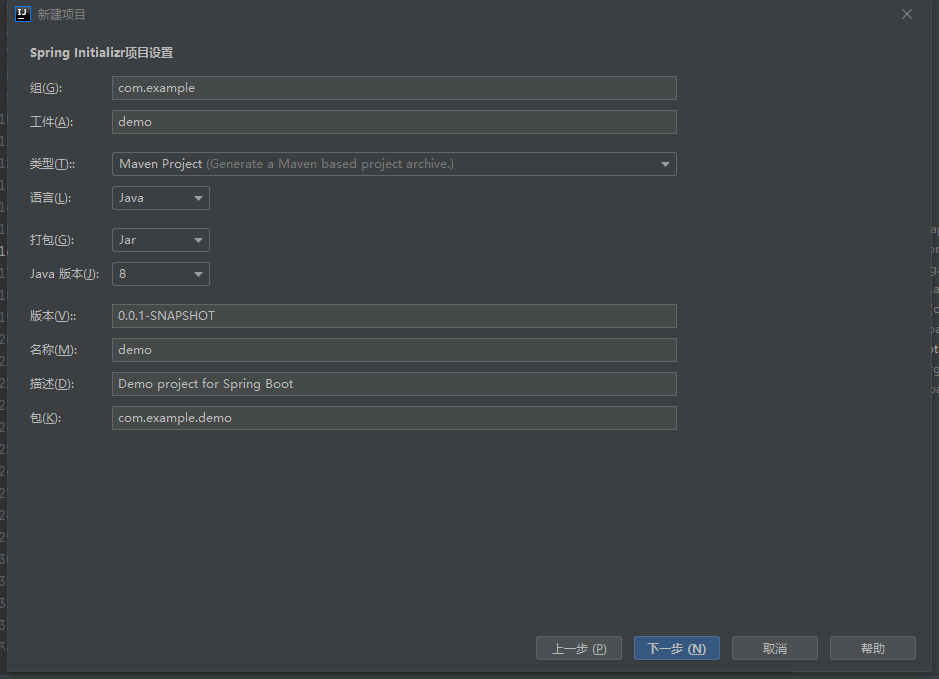 新建项目
Spring Initializr项目设置
组(G): com.example
工件(A): demo
类型(T):: Maven Project (Generate a Maven based project archive.)
语言(L): Java
打包(G): Jar
Java 版本(J): 8
版本(V):: 0.0.1-SNAPSHOT
名称(M): demo
描述(D): Demo project for Spring Boot
包(K): com.example.demo
上一步 (P) 下一步 (N) 取消 帮助